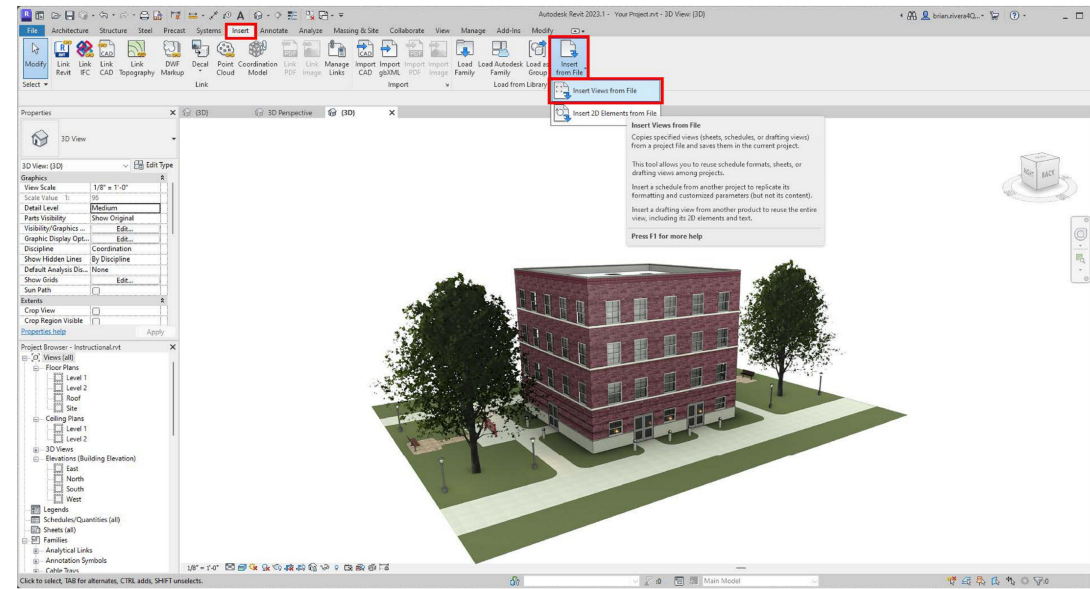 Autodesk Revit 2023.1 - Your Project.rvt - 3D View: {3D}
brian.rivera4Q...
File Architecture Structure Steel Precast Systems Insert Annotate Analyze Massing & Site Collaborate View Manage Add-Ins Modify
Modify Link Link Link Link DWF Decal Point Coordination Link Link Manage Import Import Import Import Load Load Autodesk Load as Insert
Revit IFC CAD Topography Markup Cloud Model PDF Image Links CAD gbXML PDF Image Family Family Group from File
Select Link Import Load from Library
Insert Views from File
Insert 2D Elements from File
Insert Views from File
Copies specified views (sheets, schedules, or drafting views)
from a project file and saves them in the current project.
This tool allows you to reuse schedule formats, sheets, or
drafting views among projects.
Insert a schedule from another project to replicate its
formatting and customized parameters (but not its content).
Insert a drafting view from another product to reuse the entire
view, including its 2D elements and text.
Press F1 for more help
Properties
{3D} 3D Perspective {3D}
3D View
3D View: {3D} Edit Type
Graphics
View Scale 1/8" = 1'-0"
Scale Value 1: 96
Detail Level Medium
Parts Visibility Show Original
Visibility/Graphics ... Edit...
Graphic Display Opt... Edit...
Discipline Coordination
Show Hidden Lines By Discipline
Default Analysis Dis... None
Show Grids Edit...
Sun Path
Extents
Crop View
Crop Region Visible
Properties help Apply
Project Browser - Instructional.rvt
Views (all)
Floor Plans
Level 1
Level 2
Roof
Site
Ceiling Plans
Level 1
Level 2
3D Views
Elevations (Building Elevation)
East
North
South
West
Legends
Schedules/Quantities (all)
Sheets (all)
Families
Analytical Links
Annotation Symbols
Cable Trays
RIGHT BACK
1/8" = 1'-0"
Click to select, TAB for alternates, CTRL adds, SHIFT unselects.
:0 Main Model :0